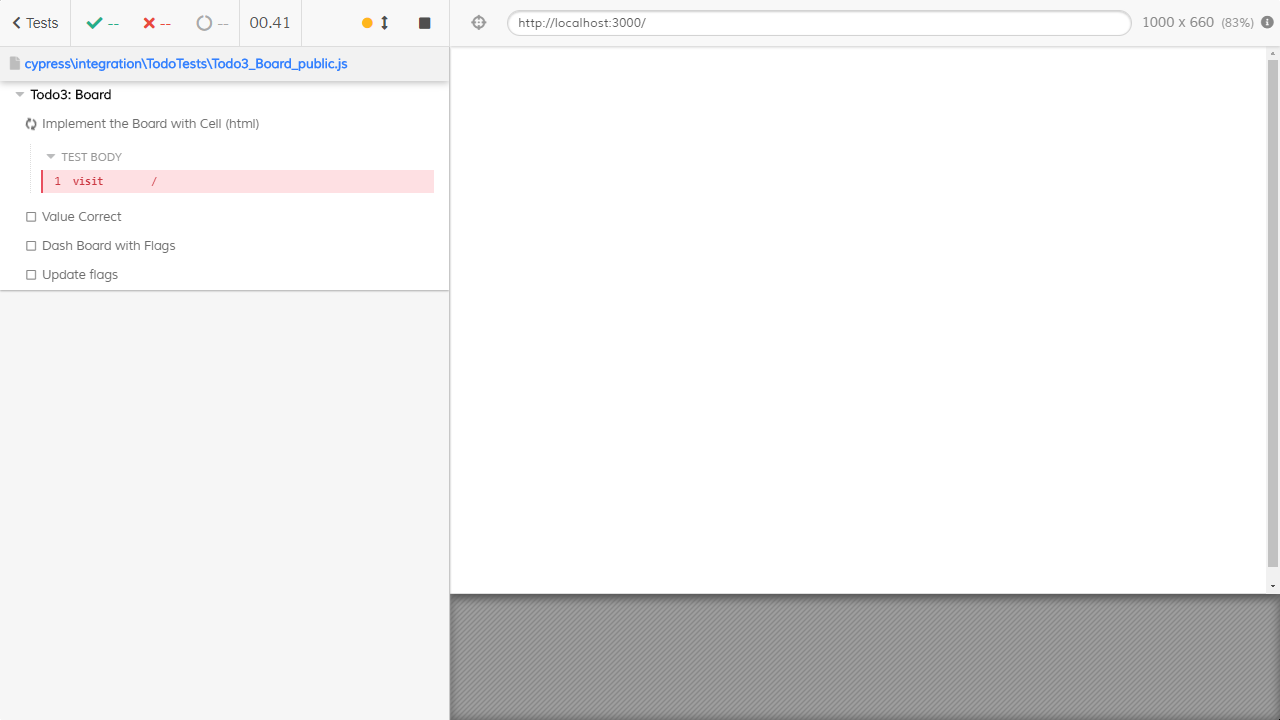 Tests -- -- -- 00.41
http://localhost:3000/ 1000 x 660 (83%)
cypress\integration\TodoTests\Todo3_Board_public.js
Todo3: Board
Implement the Board with Cell (html)
TEST BODY
1 visit /
Value Correct
Dash Board with Flags
Update flags